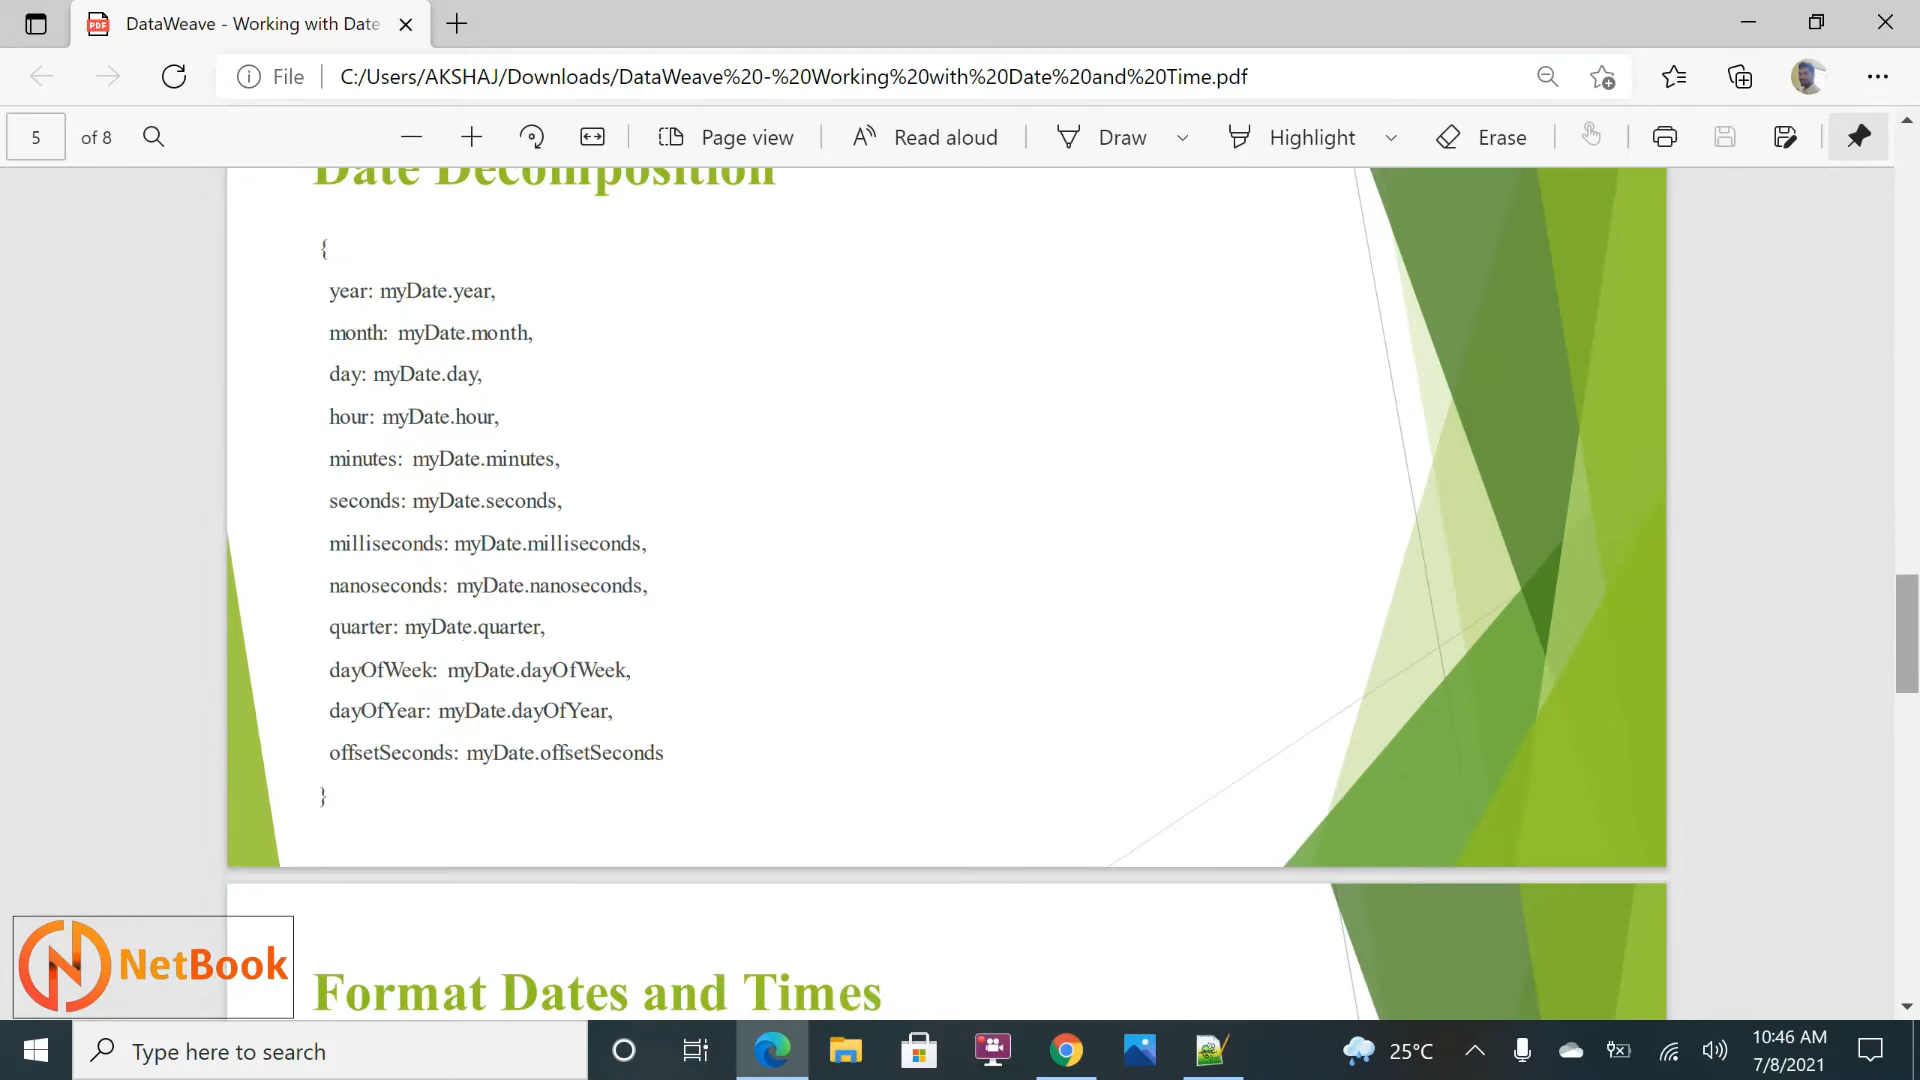 DataWeave - Working with Date
File
C:/Users/AKSHAJ/Downloads/DataWeave%20-%20Working%20with%20Date%20and%20Time.pdf
5 of 8
Page view
Read aloud
Draw
Highlight
Erase
Date Decomposition
{
year: myDate.year,
month: myDate.month,
day: myDate.day,
hour: myDate.hour,
minutes: myDate.minutes,
seconds: myDate.seconds,
milliseconds: myDate.milliseconds,
nanoseconds: myDate.nanoseconds,
quarter: myDate.quarter,
dayOfWeek: myDate.dayOfWeek,
dayOfYear: myDate.dayOfYear,
offsetSeconds: myDate.offsetSeconds
}
NetBook
Format Dates and Times
Type here to search
25°C
10:46 AM
7/8/2021